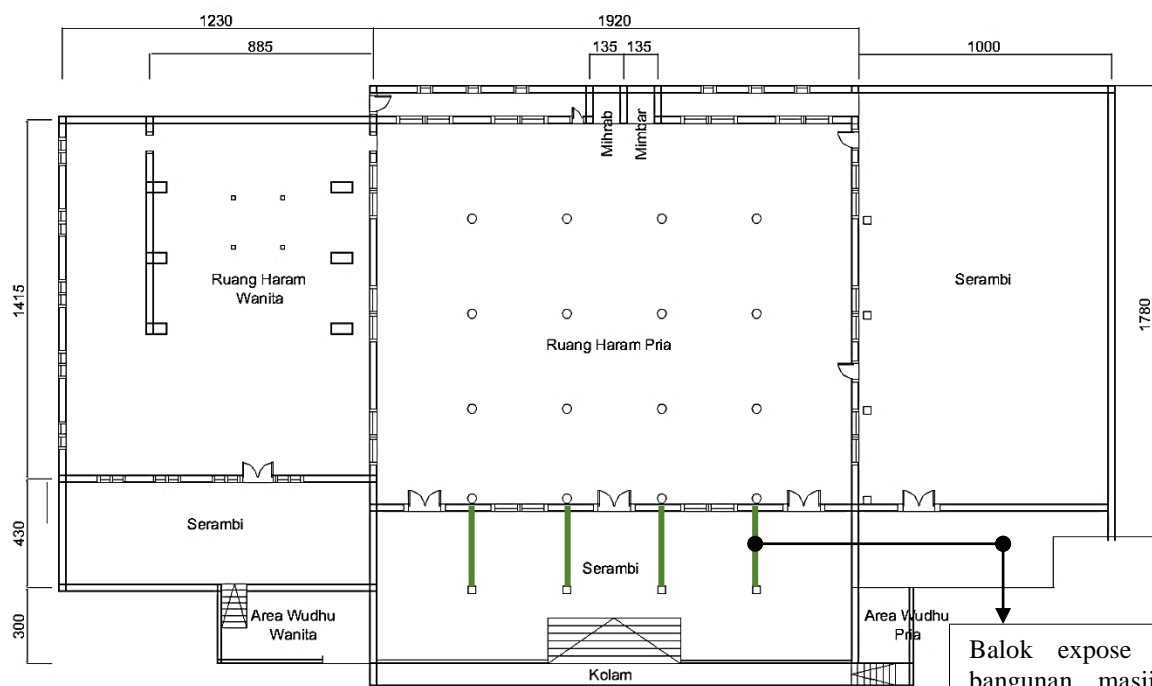 1230
1920
885
135
135
1000
Mihrab
Mimbar
1415
Ruang Haram
Wanita
Serambi
1780
Ruang Haram Pria
430
Serambi
Serambi
300
Area Wudhu
Wanita
Area Wudhu
Pria
Kolam
Balok expose
bangunan masji